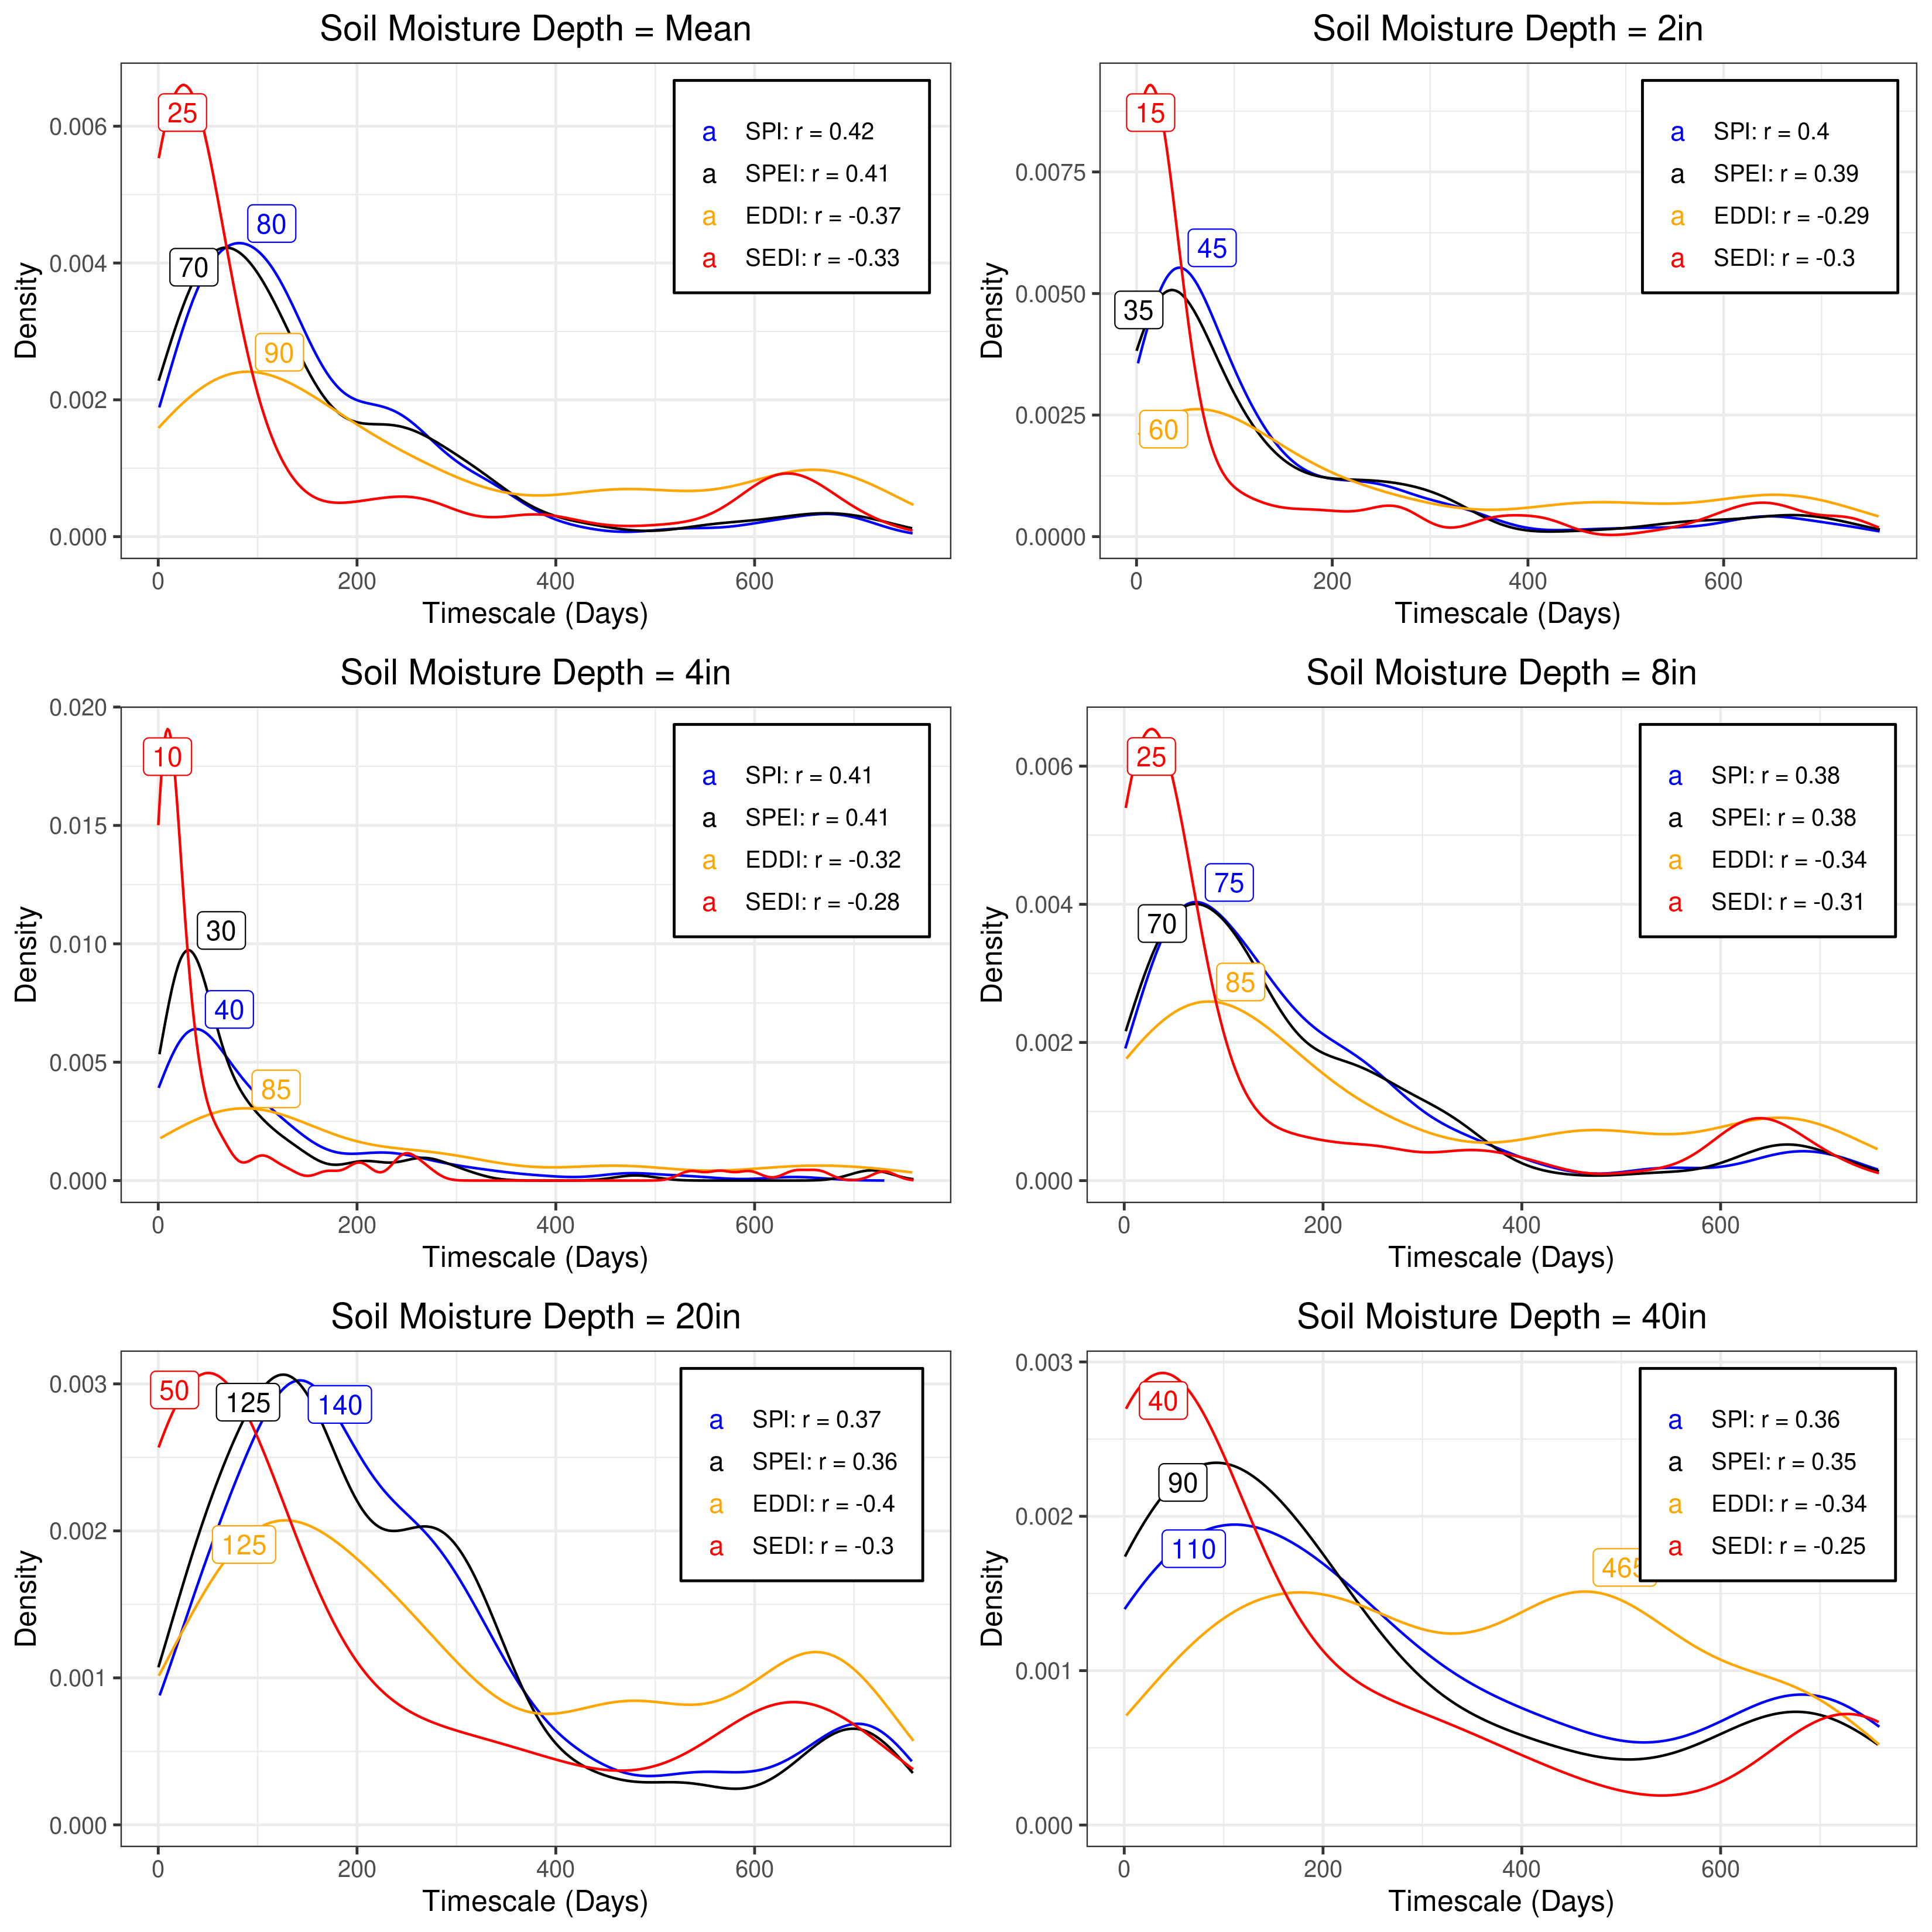 Soil Moisture Depth = Mean
Density
0.006
0.004
0.002
0.000
25
80
70
90
a SPI: r = 0.42
a SPEI: r = 0.41
a EDDI: r = -0.37
a SEDI: r = -0.33
0 200 400 600
Timescale (Days)
Soil Moisture Depth = 2in
Density
0.0075
0.0050
0.0025
0.0000
15
45
35
60
a SPI: r = 0.4
a SPEI: r = 0.39
a EDDI: r = -0.29
a SEDI: r = -0.3
0 200 400 600
Timescale (Days)
Soil Moisture Depth = 4in
Density
0.020
0.015
0.010
0.005
0.000
10
30
40
85
a SPI: r = 0.41
a SPEI: r = 0.41
a EDDI: r = -0.32
a SEDI: r = -0.28
0 200 400 600
Timescale (Days)
Soil Moisture Depth = 8in
Density
0.006
0.004
0.002
0.000
25
75
70
85
a SPI: r = 0.38
a SPEI: r = 0.38
a EDDI: r = -0.34
a SEDI: r = -0.31
0 200 400 600
Timescale (Days)
Soil Moisture Depth = 20in
Density
0.003
0.002
0.001
0.000
50
125
140
125
a SPI: r = 0.37
a SPEI: r = 0.36
a EDDI: r = -0.4
a SEDI: r = -0.3
0 200 400 600
Timescale (Days)
Soil Moisture Depth = 40in
Density
0.003
0.002
0.001
0.000
40
90
110
465
a SPI: r = 0.36
a SPEI: r = 0.35
a EDDI: r = -0.34
a SEDI: r = -0.25
0 200 400 600
Timescale (Days)